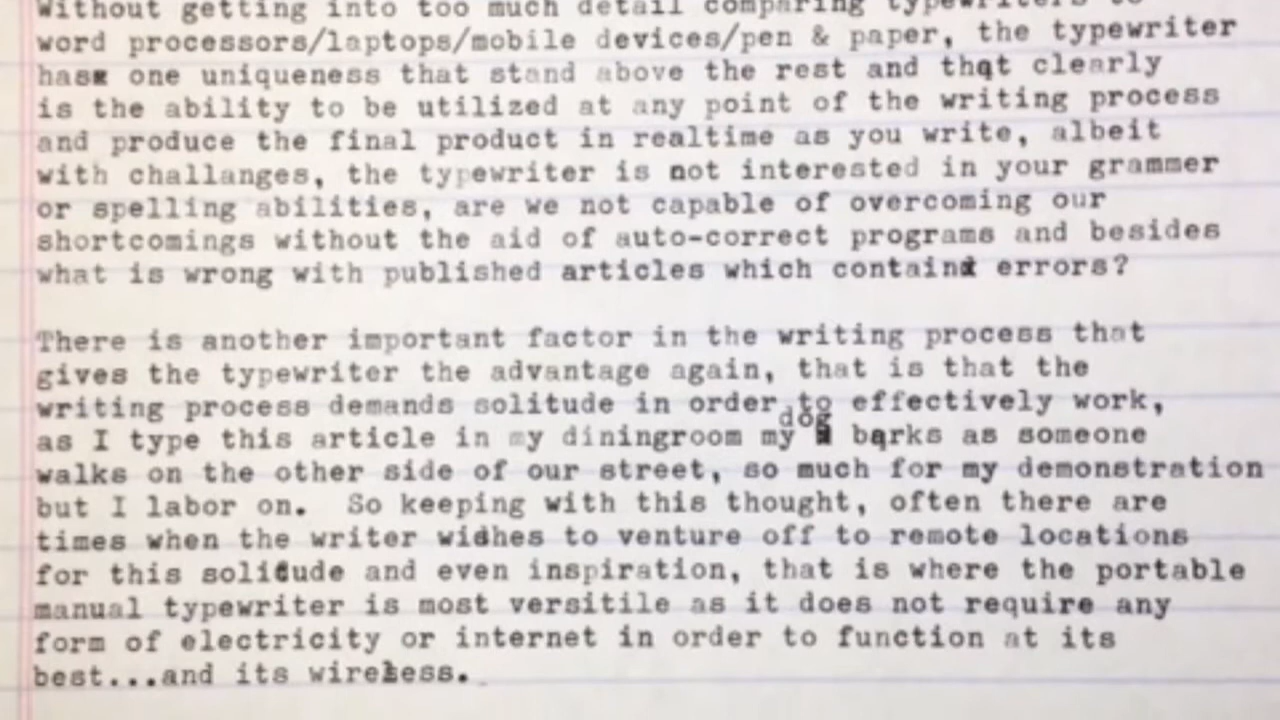 Without getting into too much detail comparing typewriters to
word processors/laptops/mobile devices/pen & paper, the typewriter
has one uniqueness that stand above the rest and that clearly
is the ability to be utilized at any point of the writing process
and produce the final product in realtime as you write, albeit
with challanges, the typewriter is not interested in your grammer
or spelling abilities, are we not capable of overcoming our
shortcomings without the aid of auto-correct programs and besides
what is wrong with published articles which contain errors?
There is another important factor in the writing process that
gives the typewriter the advantage again, that is that the
writing process demands solitude in order to effectively work,
dog
as I type this article in my diningroom my barks as someone
walks on the other side of our street, so much for my demonstration
but I labor on. So keeping with this thought, often there are
times when the writer wishes to venture off to remote locations
for this solitude and even inspiration, that is where the portable
manual typewriter is most versitile as it does not require any
form of electricity or internet in order to function at its
best...and its wireless.